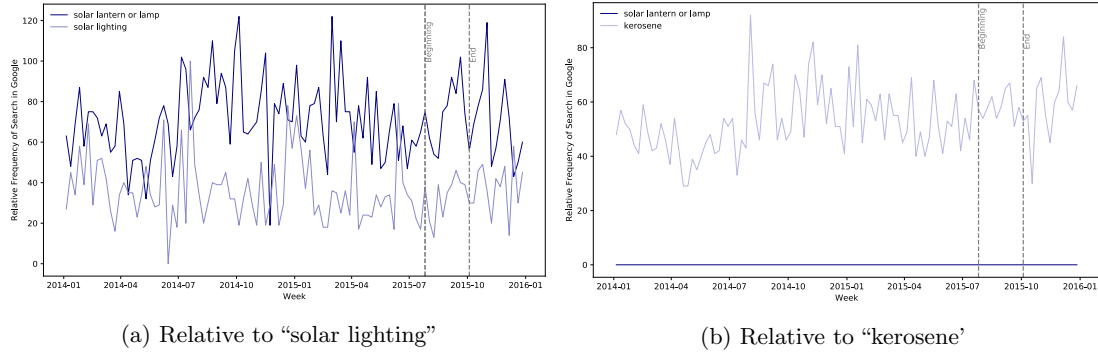 solar lantern or lamp
solar lighting
Beginning
End
120
100
80
60
40
20
0
Relative Frequency of Search in Google
2014-01 2014-04 2014-07 2014-10 2015-01 2015-04 2015-07 2015-10 2016-01
Week
(a) Relative to “solar lighting”
solar lantern or lamp
kerosene
Beginning
End
80
60
40
20
0
Relative Frequency of Search in Google
2014-01 2014-04 2014-07 2014-10 2015-01 2015-04 2015-07 2015-10 2016-01
Week
(b) Relative to “kerosene’